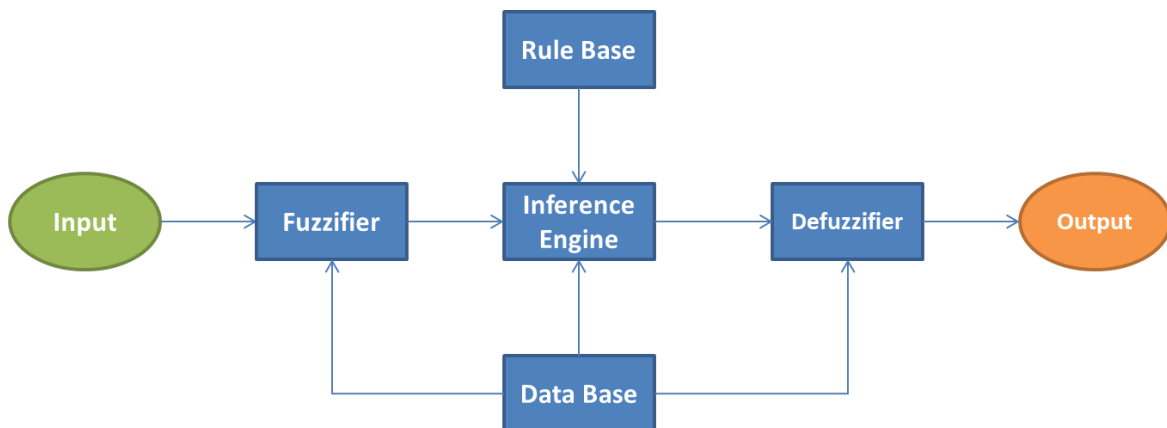 Rule Base
Input
Fuzzifier
Inference
Engine
Defuzzifier
Output
Data Base